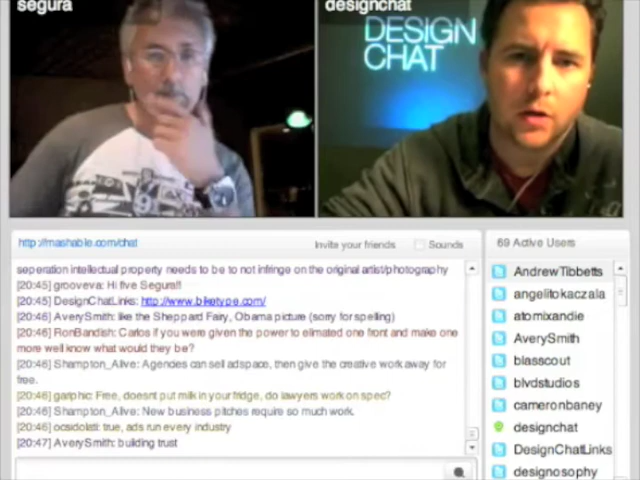 segura
designchat
DESIGN
CHAT
http://mashable.com/chat
Invite your friends
Sounds
69 Active Users
seperation intellectual property needs to be to not infringe on the original artist/photography
[20:45] grooveva: Hi five Segura!!
[20:45] DesignChatLinks: http://www.biketype.com/
[20:46] AverySmith: like the Sheppard Fairy, Obama picture (sorry for spelling)
[20:46] RonBandish: Carlos if you were given the power to elimated one front and make one
more well know what would they be?
[20:46] Shampton_Alive: Agencies can sell adspace, then give the creative work away for
free.
[20:46] garphic: Free, doesnt put milk in your fridge, do lawyers work on spec?
[20:46] Shampton_Alive: New business pitches require so much work.
[20:46] ocsidolati: true, ads run every industry
[20:47] AverySmith: building trust
AndrewTibbetts
angelitokaczala
atomixandie
AverySmith
blasscout
blvdstudios
cameronbaney
designchat
DesignChatLinks
designosophy